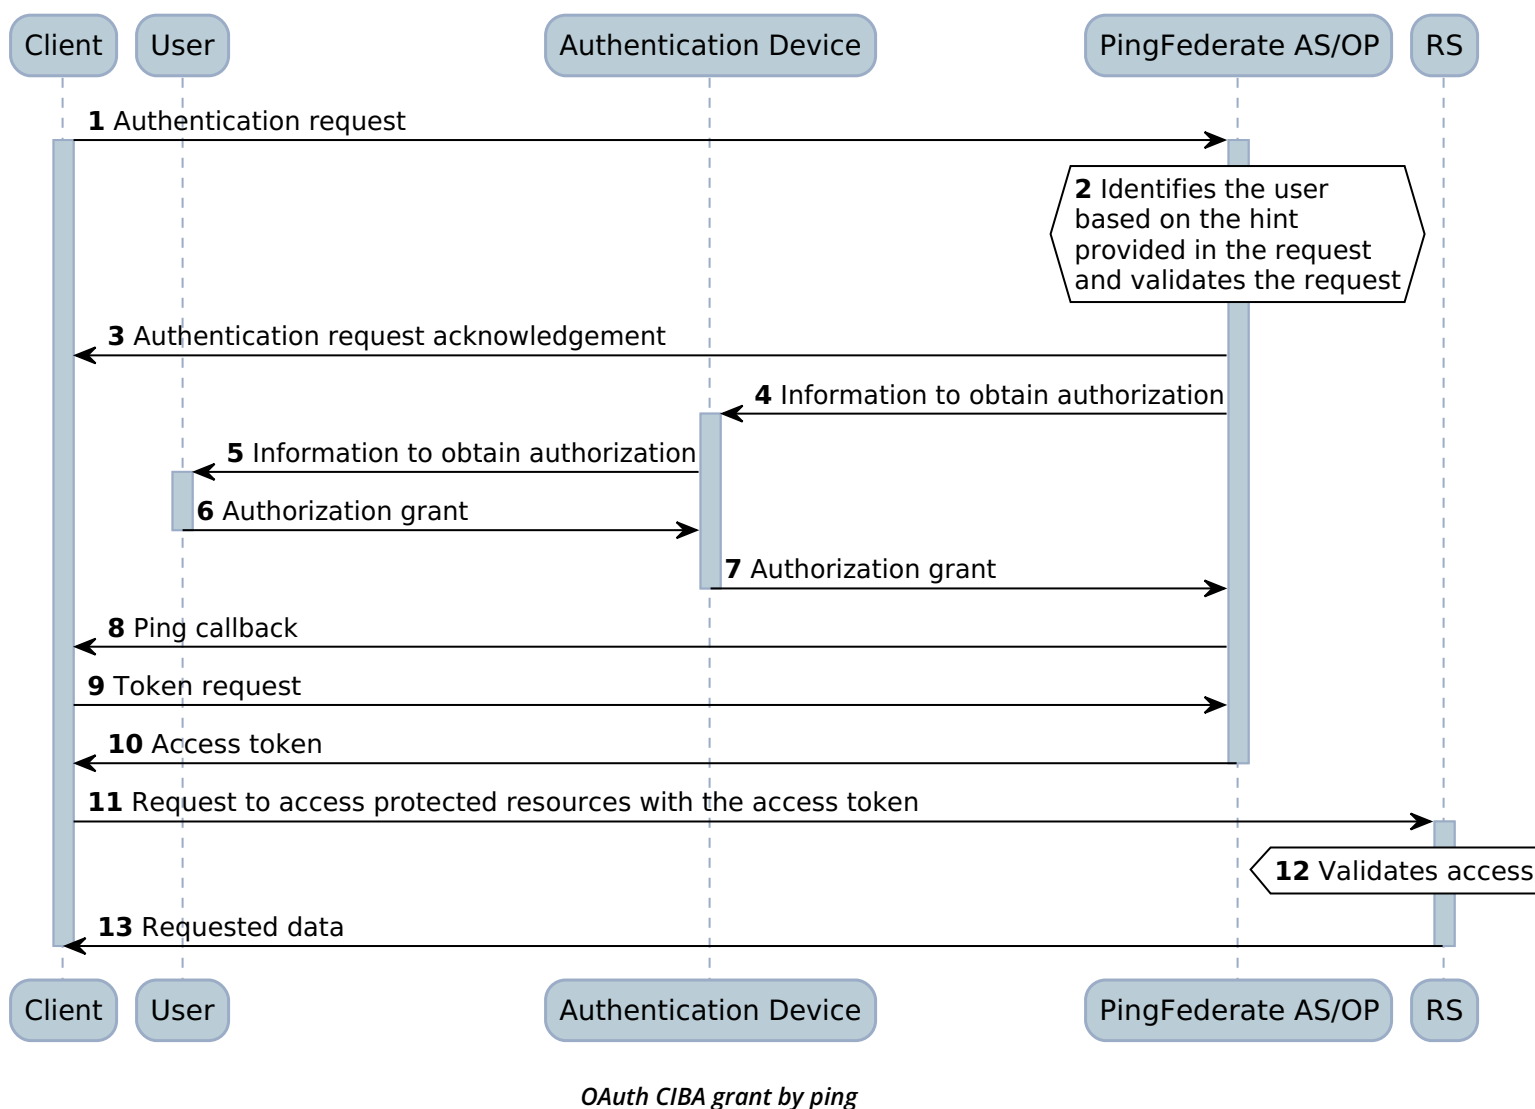 Client User Authentication Device PingFederate AS/OP RS
1 Authentication request
2 Identifies the user
based on the hint
provided in the request
and validates the request
3 Authentication request acknowledgement
4 Information to obtain authorization
5 Information to obtain authorization
6 Authorization grant
7 Authorization grant
8 Ping callback
9 Token request
10 Access token
11 Request to access protected resources with the access token
12 Validates access
13 Requested data
Client User Authentication Device PingFederate AS/OP RS
OAuth CIBA grant by ping